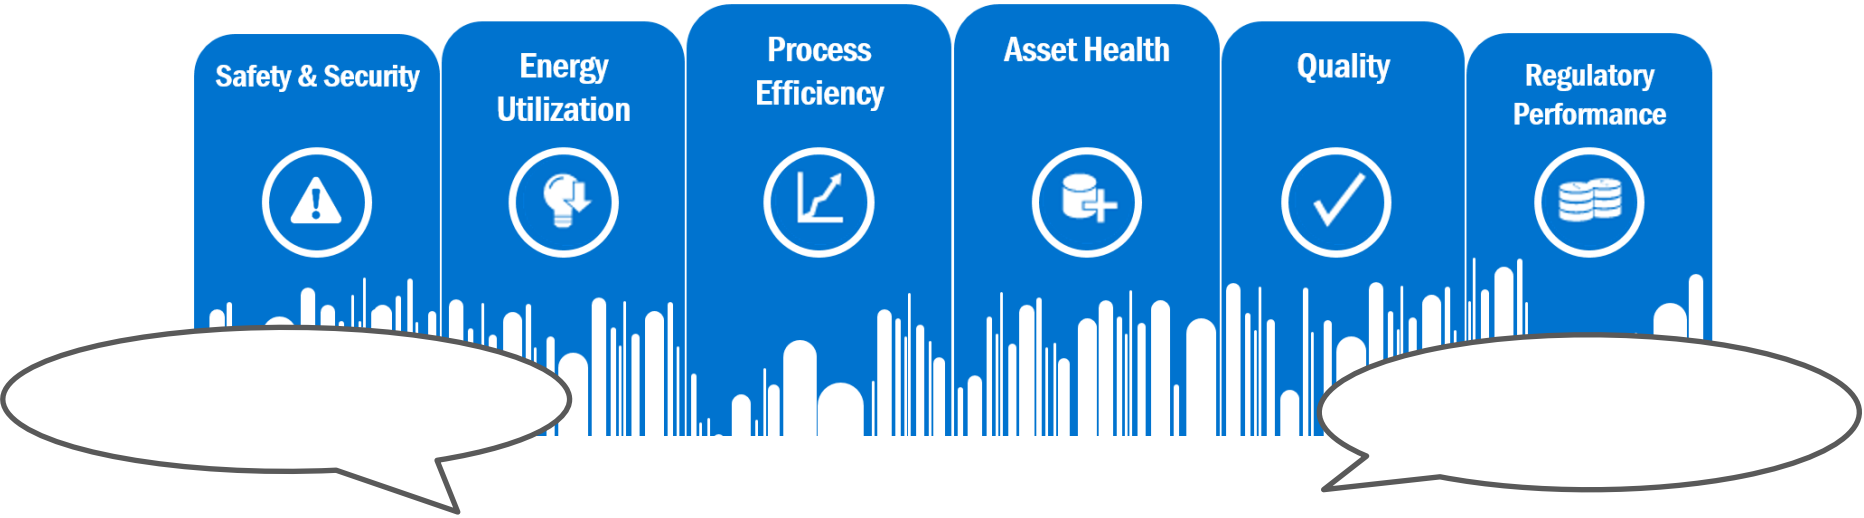 Safety & Security
Energy
Utilization
Process
Efficiency
Asset Health
Quality
Regulatory
Performance